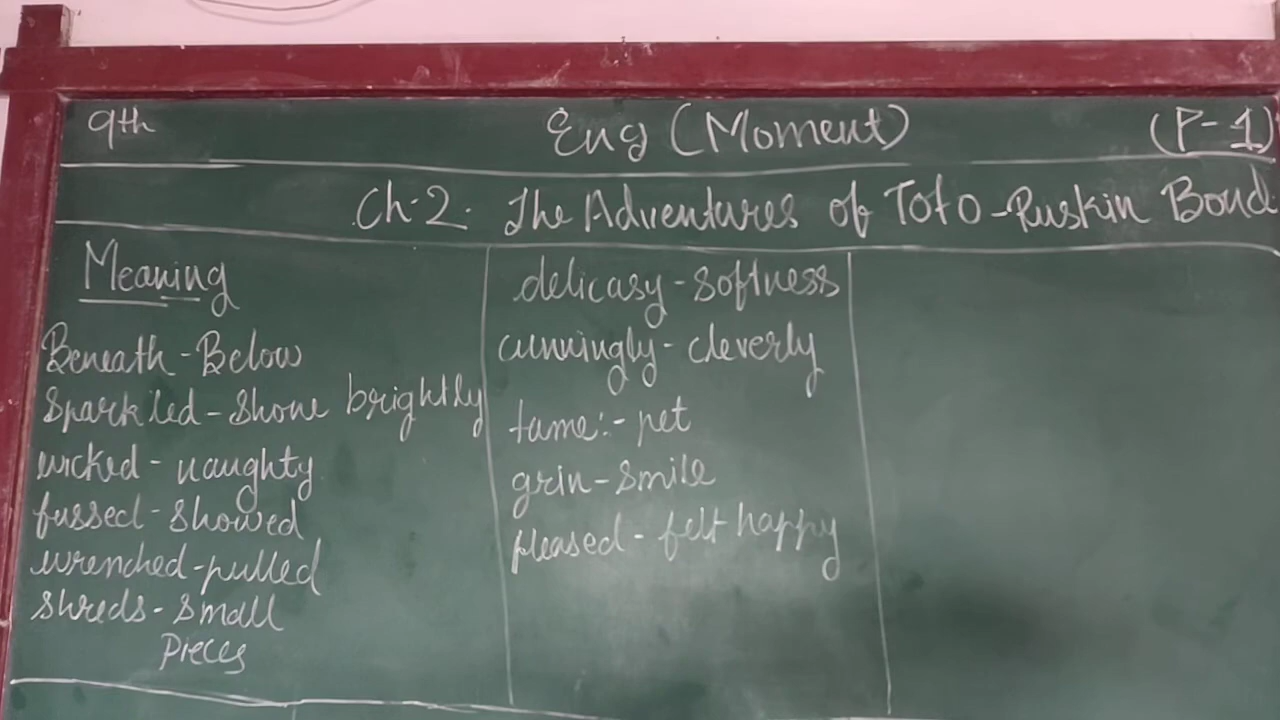 9th Eng (Moment) (P-1)
Ch-2. The Adventures of Toto-Ruskin Bond.
Meaning
Beneath-Below
Sparkled-Shone brightly
wicked-naughty
fussed-showed
wrenched-pulled
shreds-small
Pieces
delicasy-softness
cunningly-cleverly
tame:-pet
grin-smile
pleased-felt happy